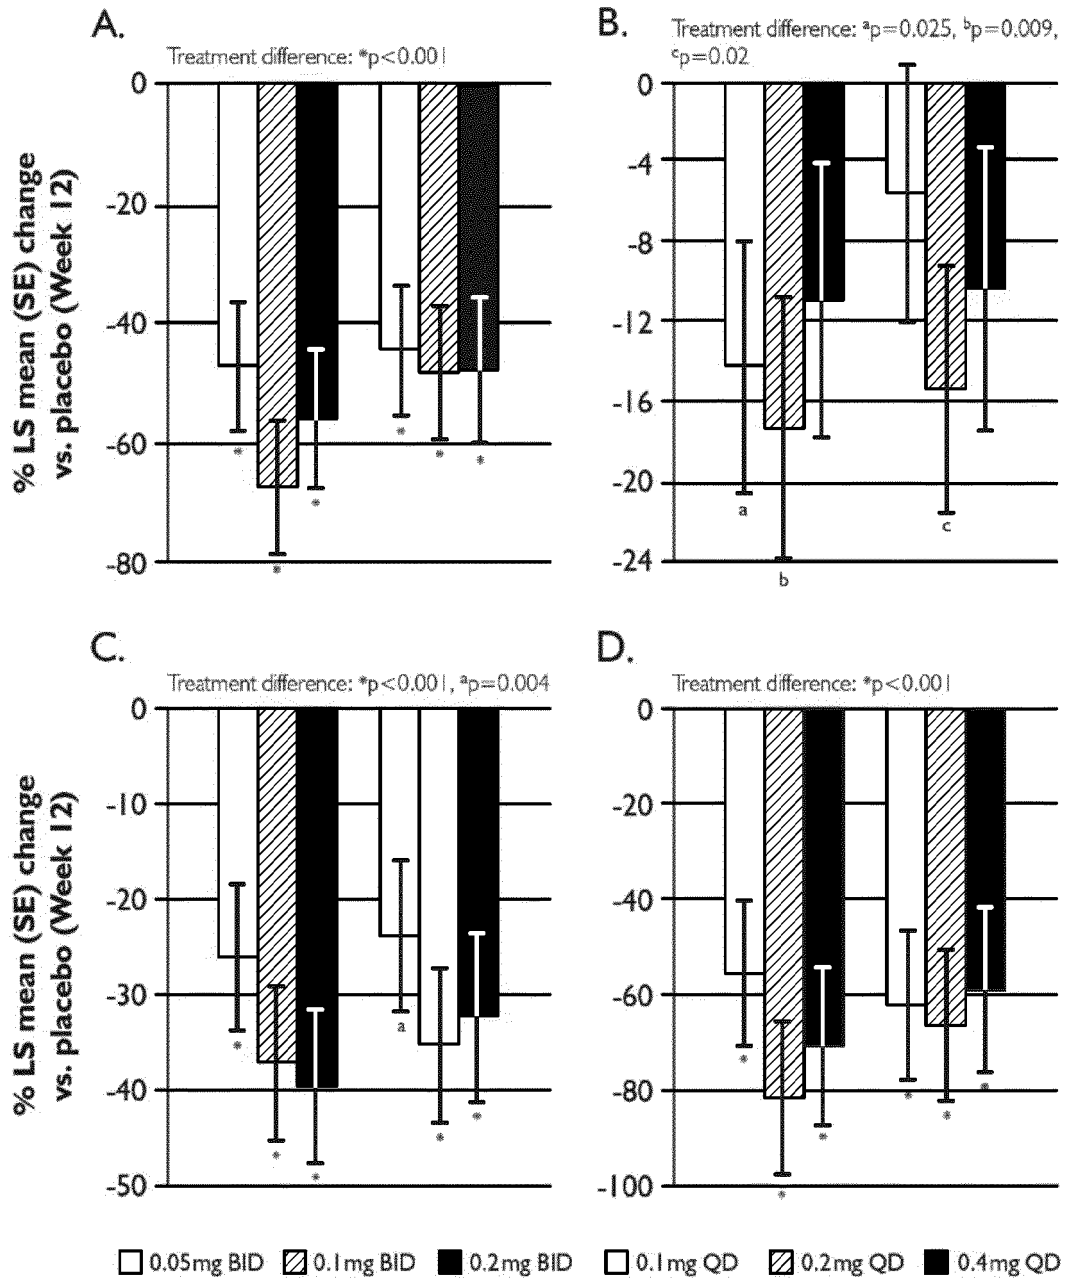 A.
Treatment difference: *p<0.001
0
-20
-40
-60
-80
% LS mean (SE) change
vs. placebo (Week 12)
*
*
*
*
*
*
B.
Treatment difference: ᵃp=0.025, ᵇp=0.009,
ᶜp=0.02
0
-4
-8
-12
-16
-20
-24
a
b
c
C.
Treatment difference: *p<0.001, ᵃp=0.004
0
-10
-20
-30
-40
-50
% LS mean (SE) change
vs. placebo (Week 12)
*
*
*
a
*
*
D.
Treatment difference: *p<0.001
0
-20
-40
-60
-80
-100
*
*
*
*
*
*
0.05mg BID 0.1mg BID 0.2mg BID 0.1mg QD 0.2mg QD 0.4mg QD